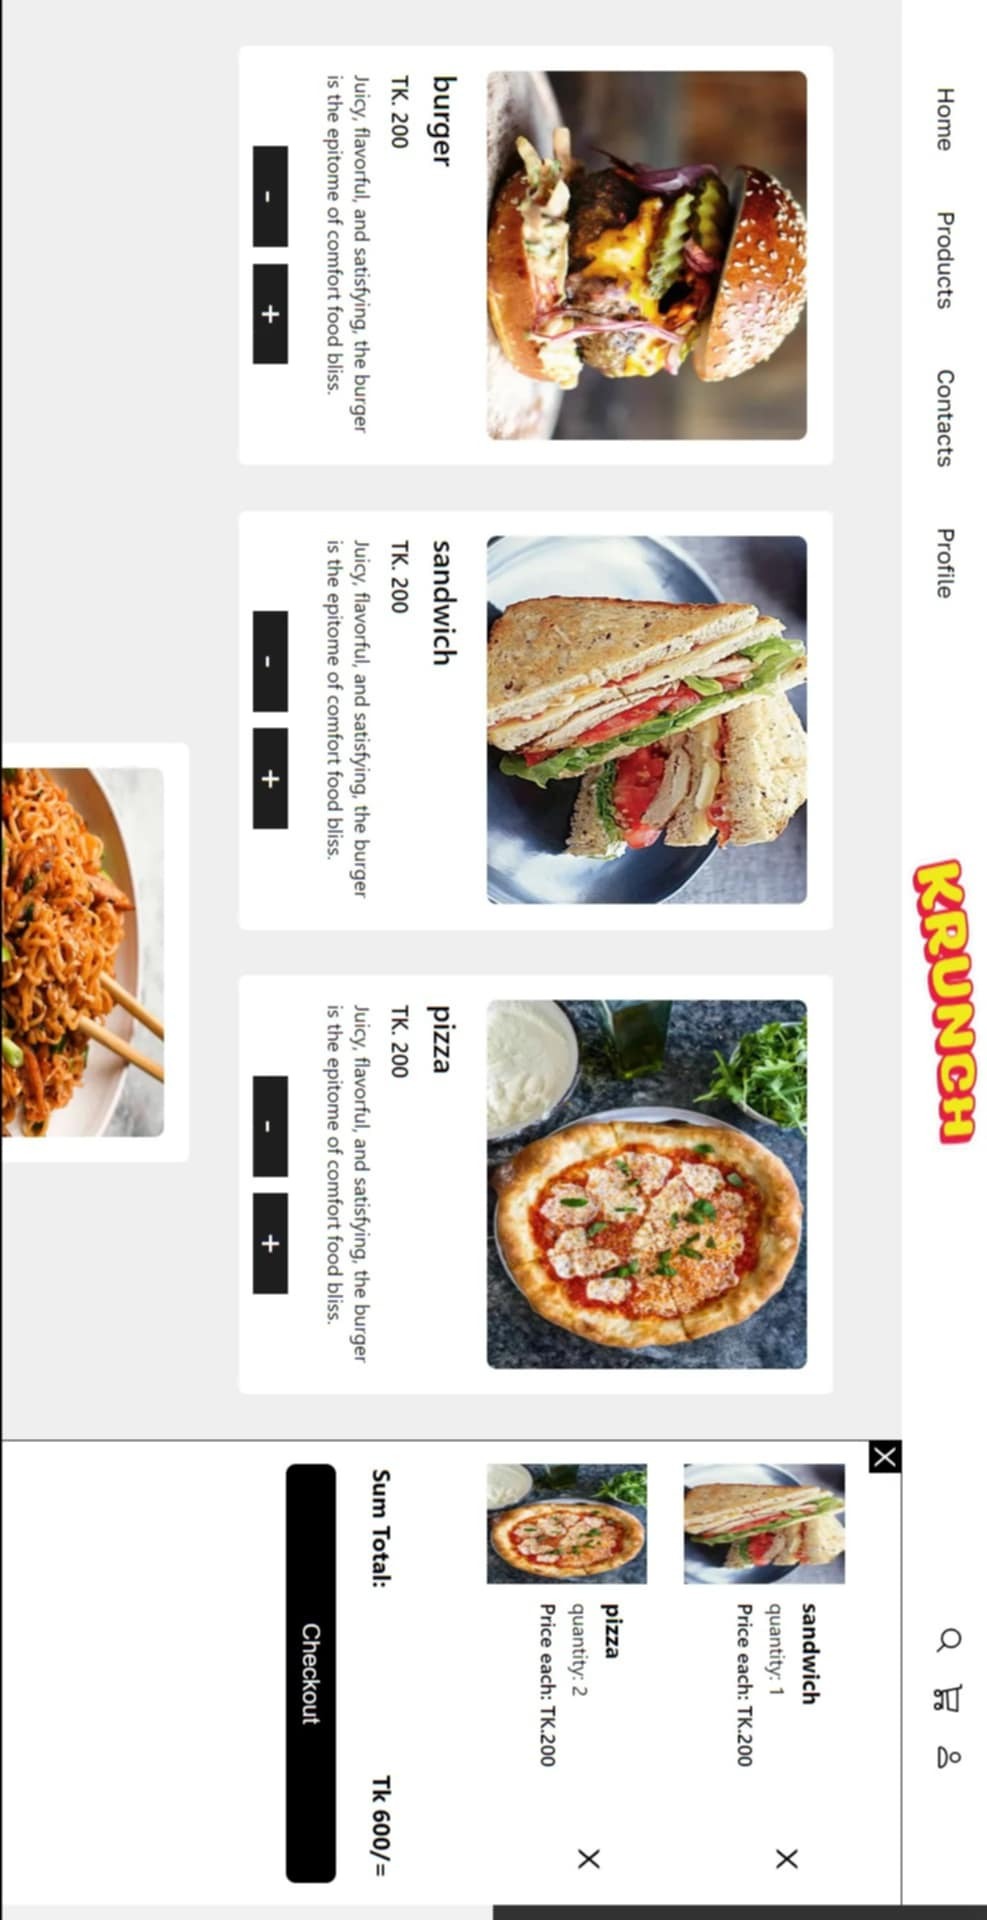 Home Products Contacts Profile
KRUNCH
X
burger
TK. 200
Juicy, flavorful, and satisfying, the burger
is the epitome of comfort food bliss.
- +
sandwich
TK. 200
Juicy, flavorful, and satisfying, the burger
is the epitome of comfort food bliss.
- +
pizza
TK. 200
Juicy, flavorful, and satisfying, the burger
is the epitome of comfort food bliss.
- +
sandwich
quantity: 1
Price each: TK.200
X
pizza
quantity: 2
Price each: TK.200
X
Sum Total: Tk 600/=
Checkout